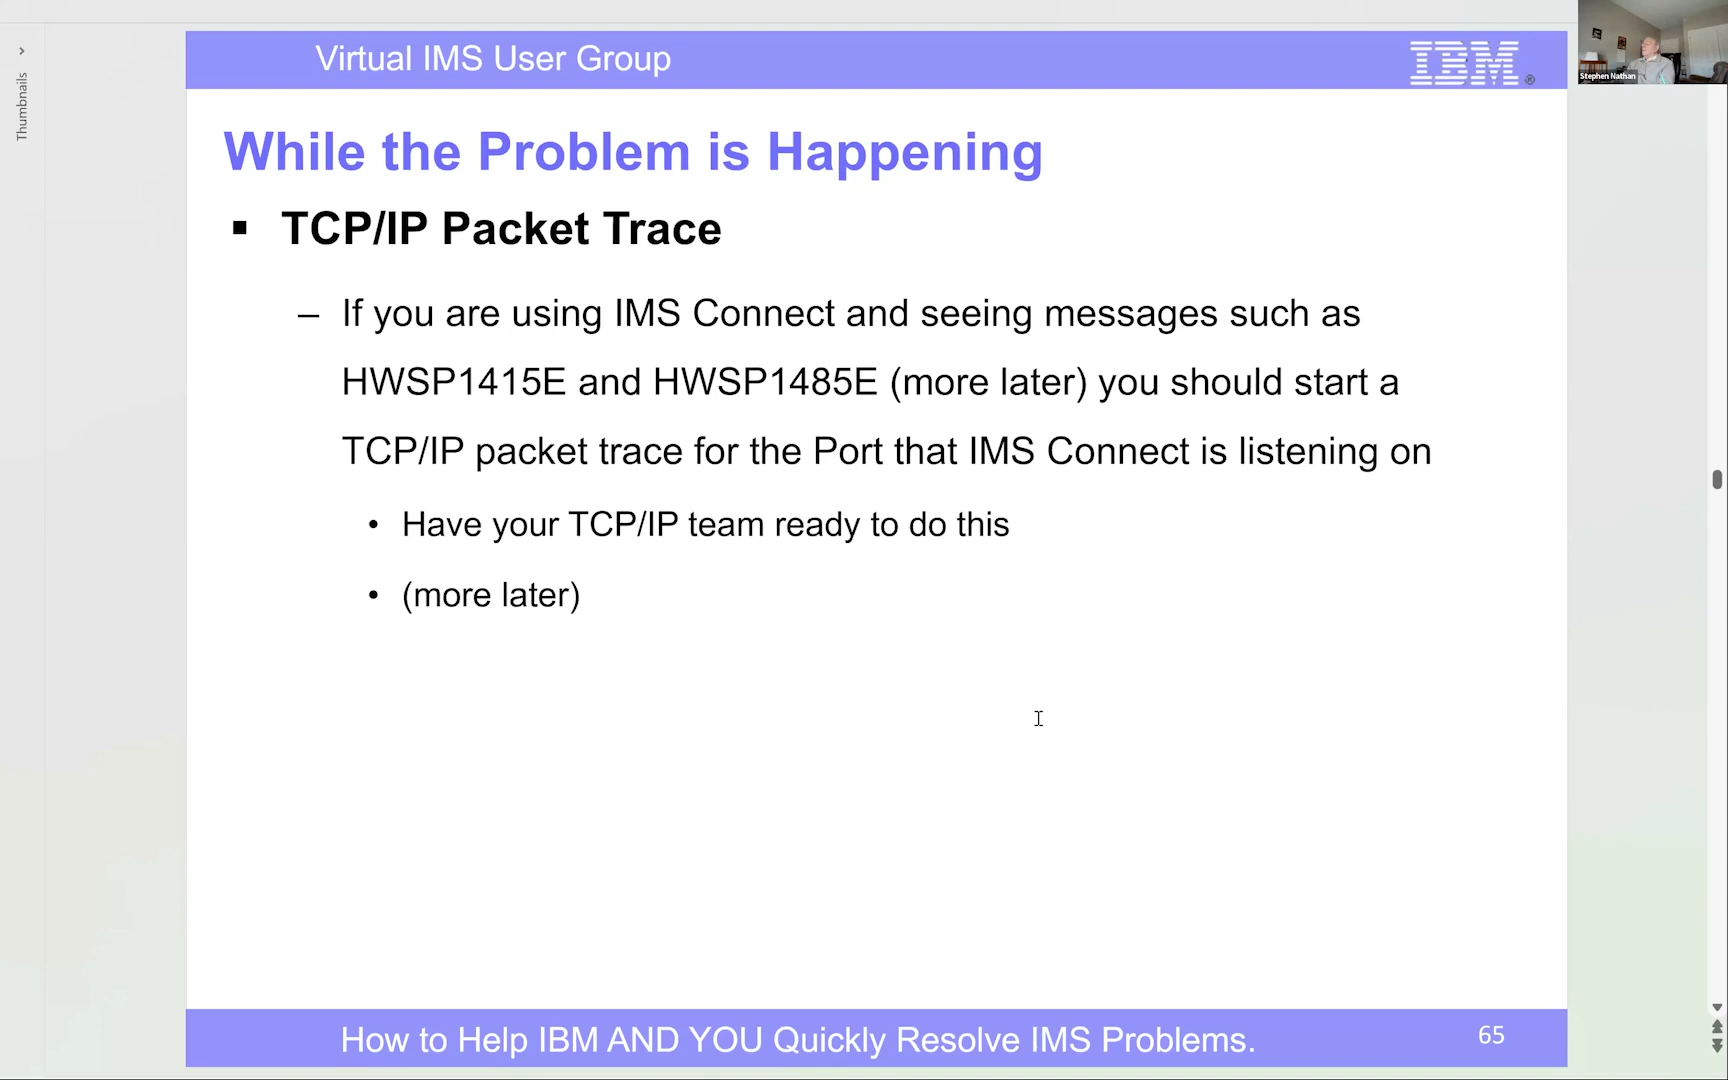 Thumbnails
Virtual IMS User Group
IBM®
Stephen Nathan
While the Problem is Happening
▪ TCP/IP Packet Trace
– If you are using IMS Connect and seeing messages such as
HWSP1415E and HWSP1485E (more later) you should start a
TCP/IP packet trace for the Port that IMS Connect is listening on
• Have your TCP/IP team ready to do this
• (more later)
How to Help IBM AND YOU Quickly Resolve IMS Problems.
65